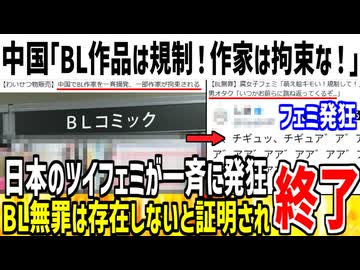 中国「BL作品は規制！作家は拘束な！」
【わいせつ物販売】中国でBL作家を一斉摘発、一部作家が拘束される
【BL無罪】腐女子フェミ「萌え絵キモい！規制して！」
男オタク「いつかお前らに跳ね返ってくるぞ…」
フェミ発狂
BLコミック
チギュッ、チギュア゛ア゛
日本のツイフェミが一斉に発狂
BL無罪は存在しないと証明され
終了